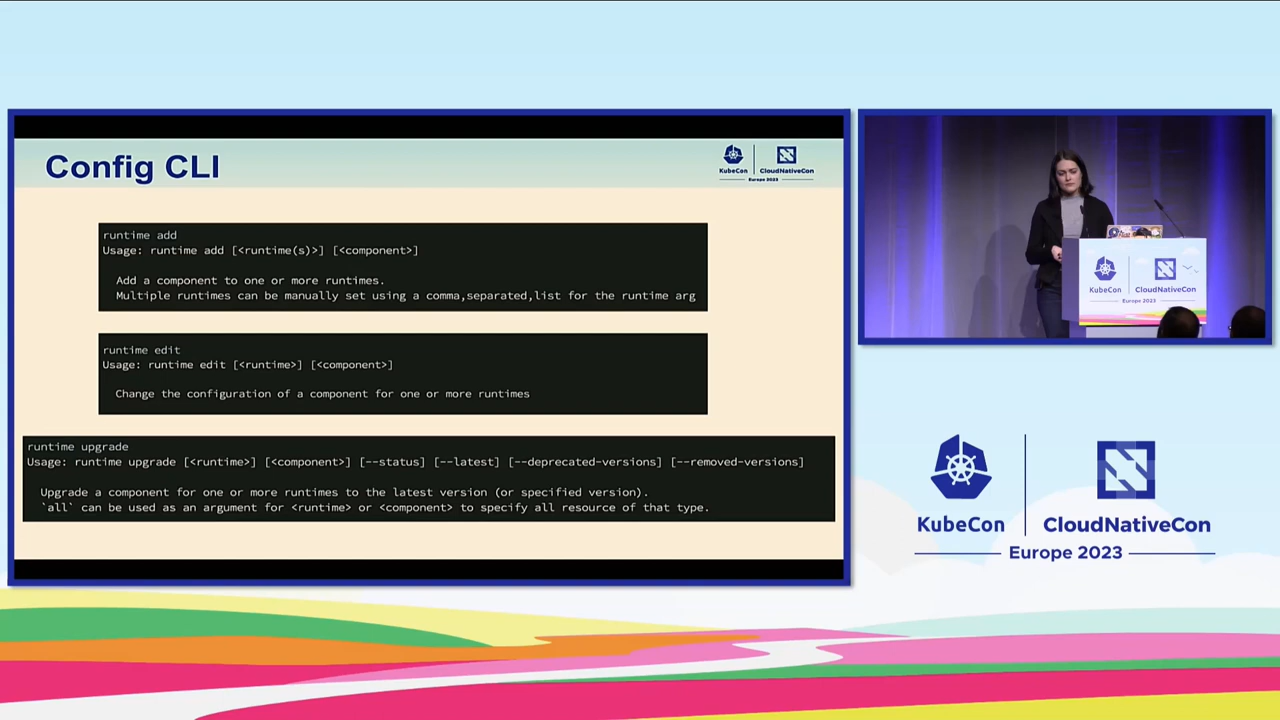 Config CLI
KubeCon
CloudNativeCon
Europe 2023
runtime add
Usage: runtime add [<runtime(s)>] [<component>]
Add a component to one or more runtimes.
Multiple runtimes can be manually set using a comma,separated,list for the runtime arg
runtime edit
Usage: runtime edit [<runtime>] [<component>]
Change the configuration of a component for one or more runtimes
runtime upgrade
Usage: runtime upgrade [<runtime>] [<component>] [--status] [--latest] [--deprecated-versions] [--removed-versions]
Upgrade a component for one or more runtimes to the latest version (or specified version).
`all` can be used as an argument for <runtime> or <component> to specify all resource of that type.
KubeCon
CloudNativeCon
Europe 2023
KubeCon
CloudNativeCon
Europe 2023